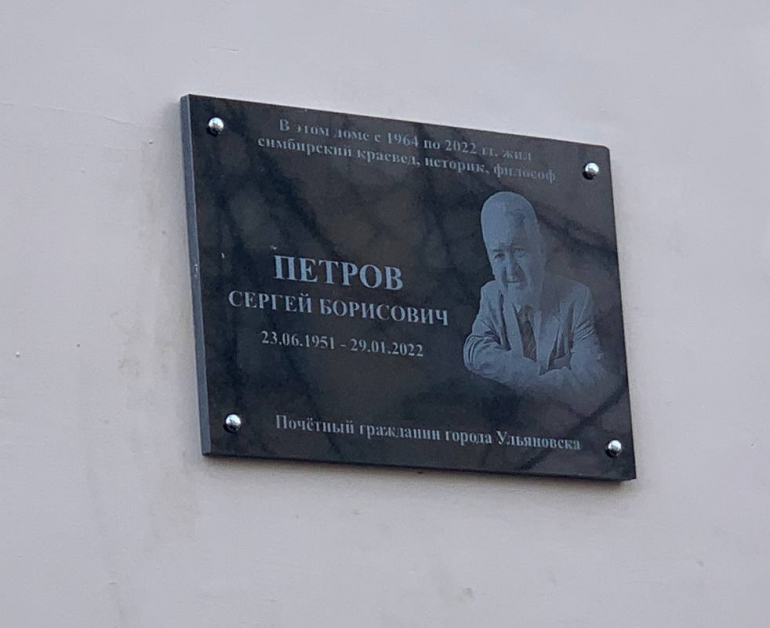 В этом доме с 1964 по 2022 гг. жил
симбирский краевед, историк, философ
ПЕТРОВ
СЕРГЕЙ БОРИСОВИЧ
23.06.1951 - 29.01.2022
Почётный гражданин города Ульяновска